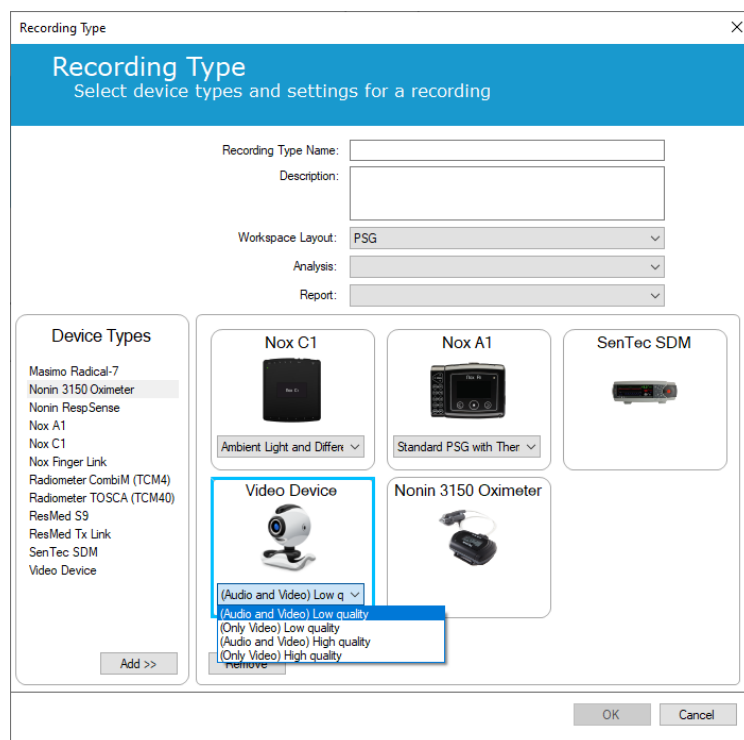 Recording Type
Recording Type
Select device types and settings for a recording
Recording Type Name:
Description:
Workspace Layout: PSG
Analysis:
Report:
Device Types
Masimo Radical-7
Nonin 3150 Oximeter
Nonin RespSense
Nox A1
Nox C1
Nox Finger Link
Radiometer CombiM (TCM4)
Radiometer TOSCA (TCM40)
ResMed S9
ResMed Tx Link
SenTec SDM
Video Device
Add >>
Nox C1
Ambient Light and Differe
Nox A1
Standard PSG with Ther
SenTec SDM
Video Device
(Audio and Video) Low q
(Audio and Video) Low quality
(Only Video) Low quality
(Audio and Video) High quality
(Only Video) High quality
Nonin 3150 Oximeter
Remove
OK
Cancel